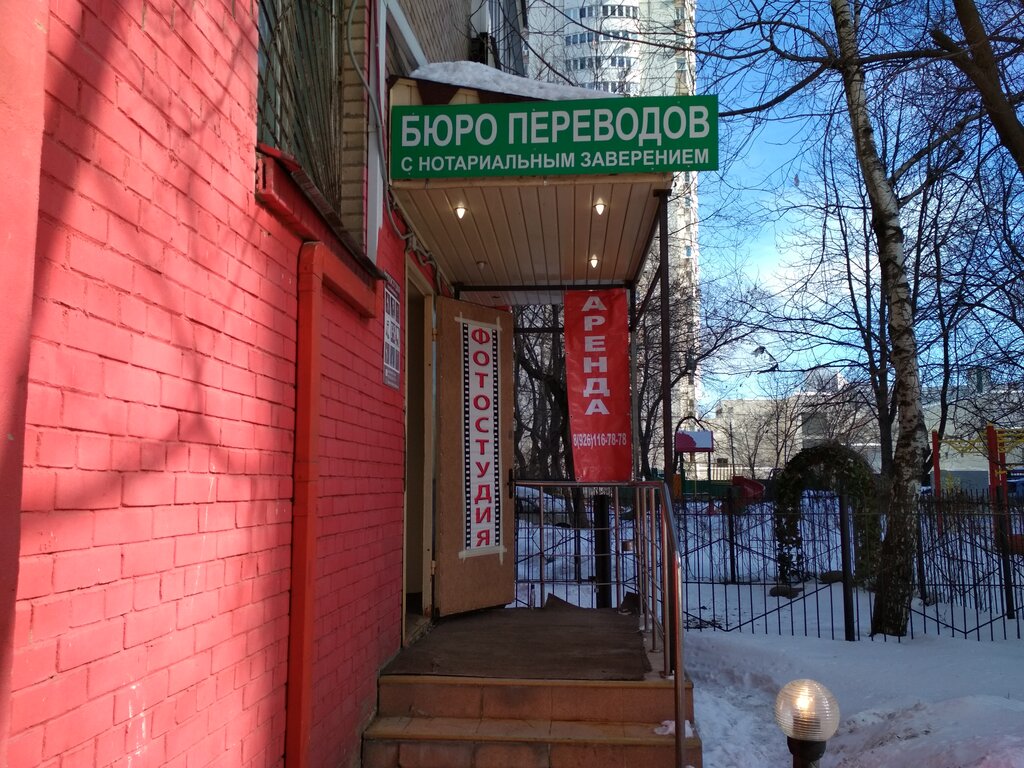 БЮРО ПЕРЕВОДОВ
С НОТАРИАЛЬНЫМ ЗАВЕРЕНИЕМ
ФОТОСТУДИЯ
АРЕНДА
8(926)116-78-78